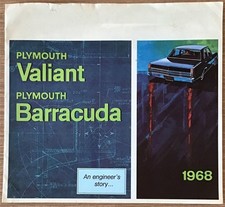 PLYMOUTH
Valiant
PLYMOUTH
Barracuda
An engineer's
story...
1968